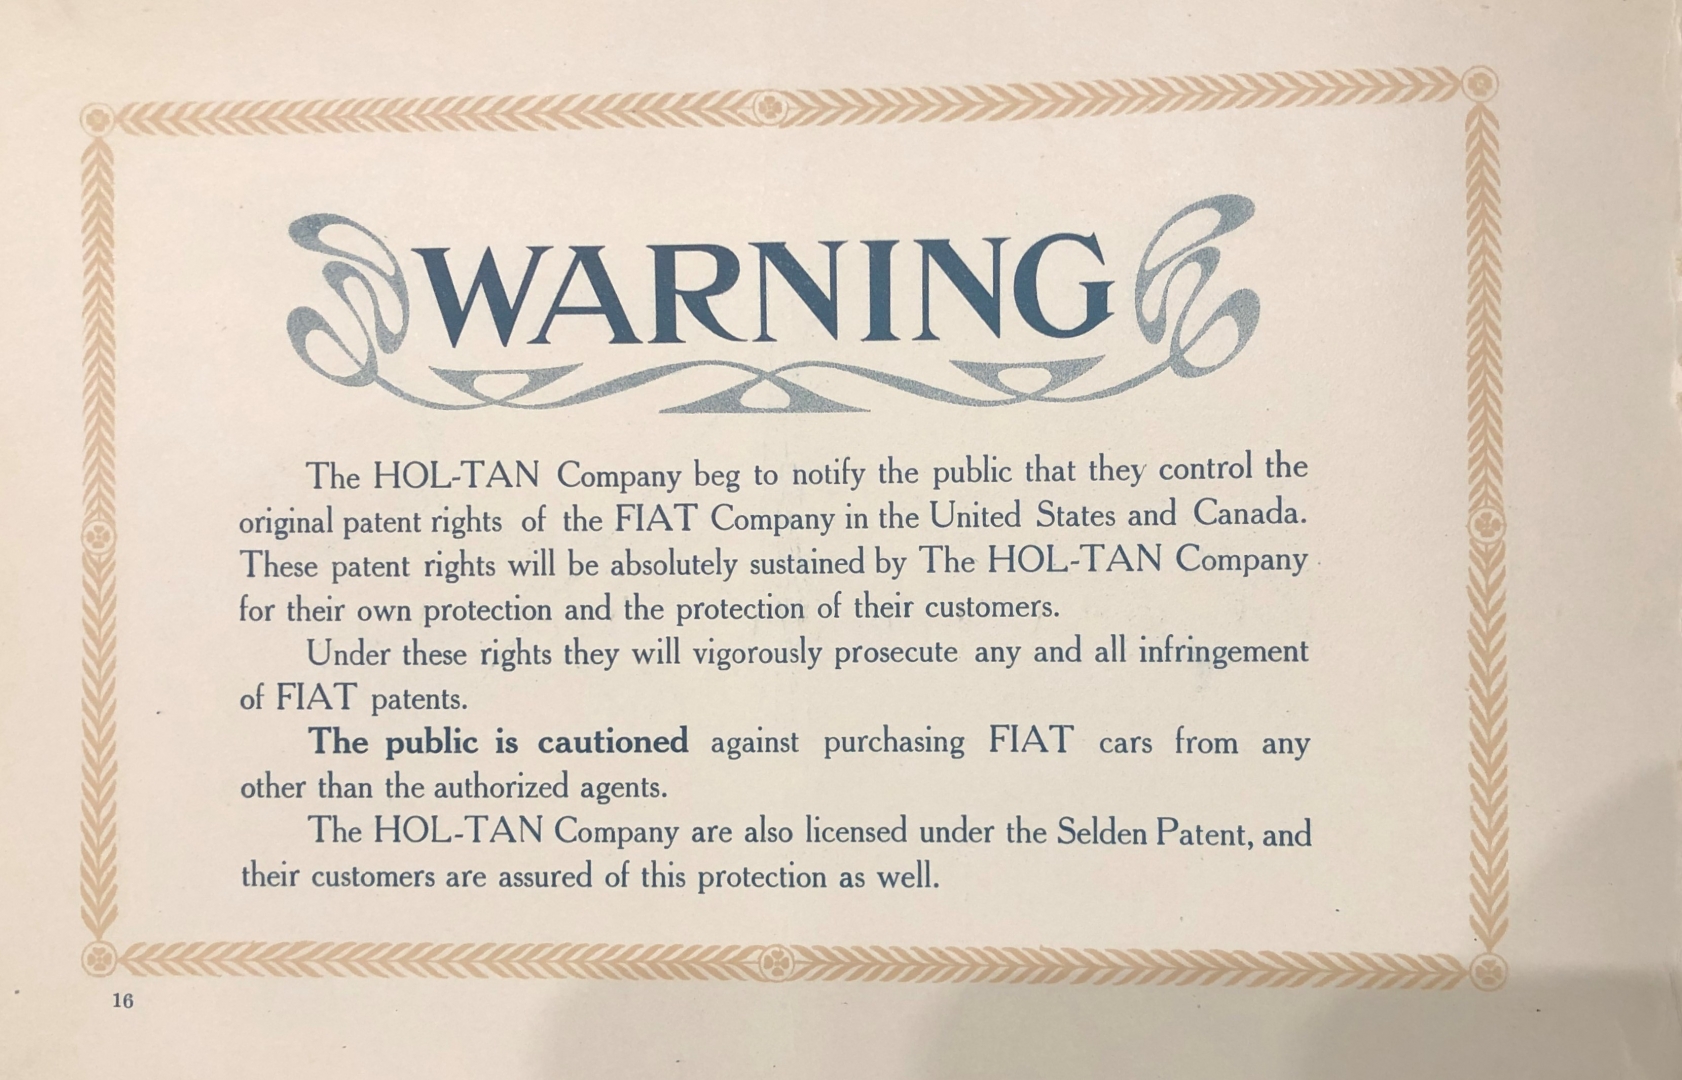 WARNING
The HOL-TAN Company beg to notify the public that they control the
original patent rights of the FIAT Company in the United States and Canada.
These patent rights will be absolutely sustained by The HOL-TAN Company
for their own protection and the protection of their customers.
Under these rights they will vigorously prosecute any and all infringement
of FIAT patents.
The public is cautioned against purchasing FIAT cars from any
other than the authorized agents.
The HOL-TAN Company are also licensed under the Selden Patent, and
their customers are assured of this protection as well.
16